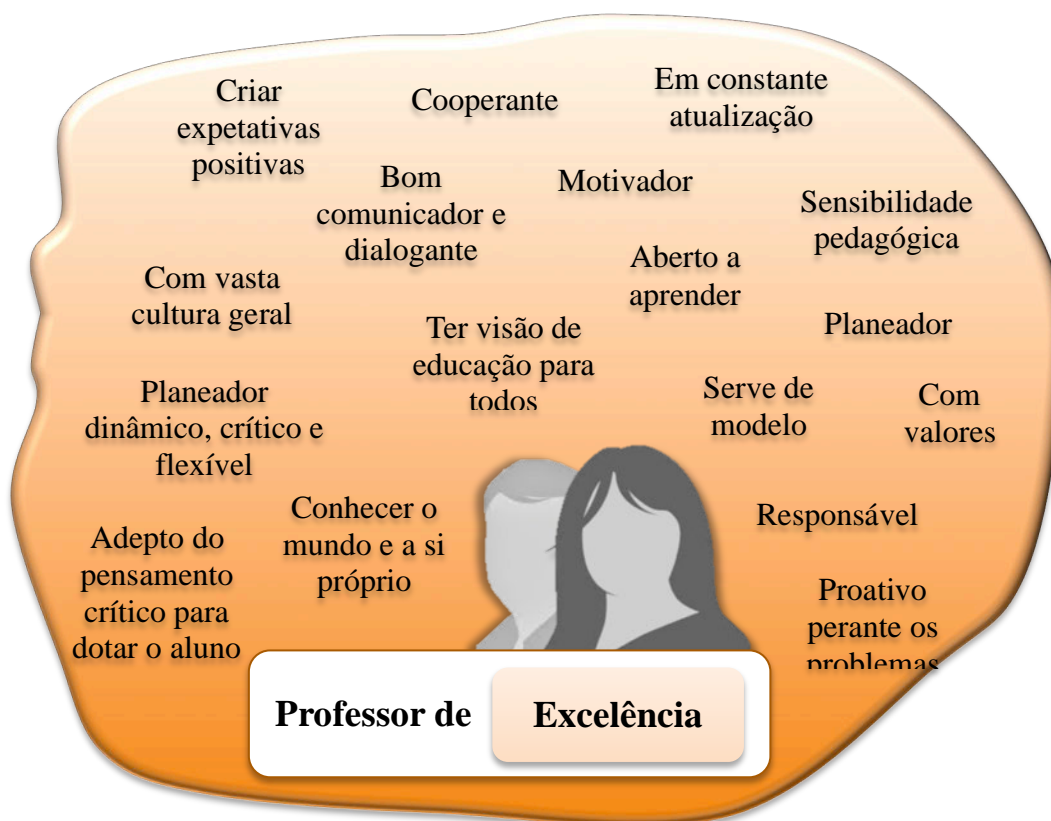 Criar
expetativas
positivas
Cooperante
Em constante
atualização
Bom
comunicador e
dialogante
Motivador
Sensibilidade
pedagógica
Com vasta
cultura geral
Aberto a
aprender
Ter visão de
educação para
todos
Planeador
Planeador
dinâmico, crítico e
flexível
Serve de
modelo
Com
valores
Conhecer o
mundo e a si
próprio
Responsável
Adepto do
pensamento
crítico para
dotar o aluno
Proativo
perante os
problemas
Professor de Excelência